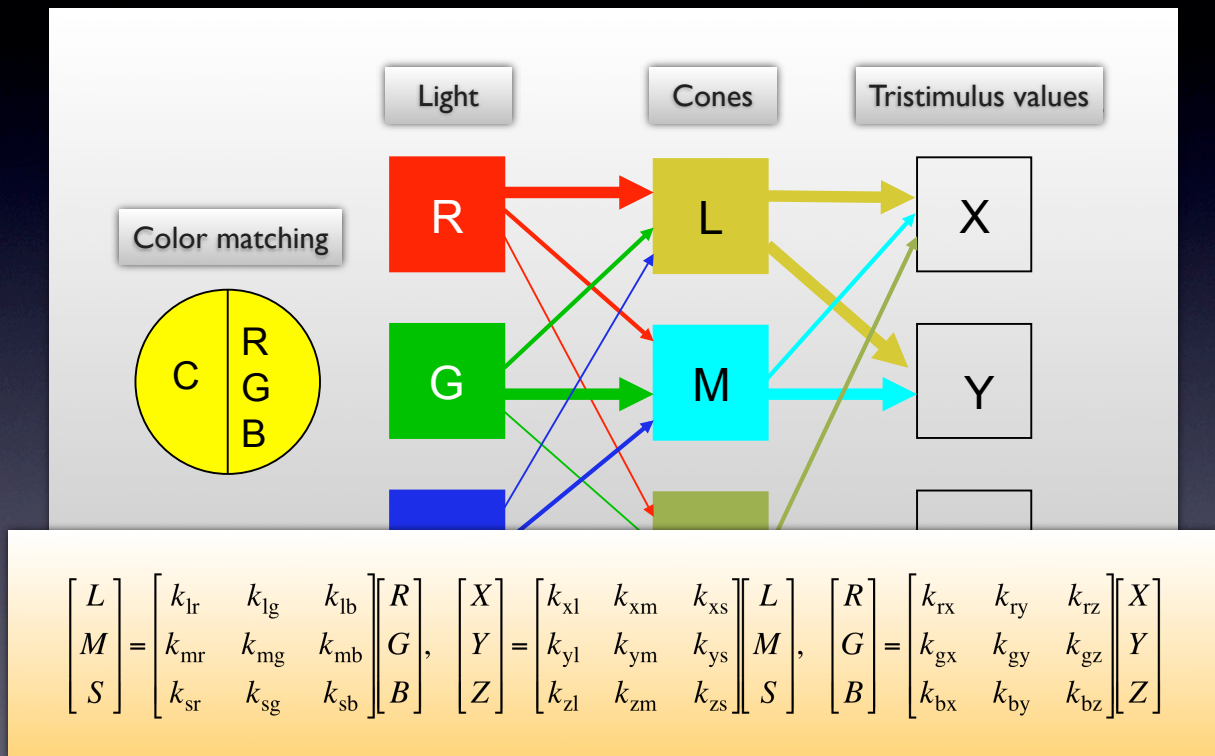 Light Cones Tristimulus values
R L X
Color matching
C R
G
B
G M Y
[L M S] = [k_lr k_lg k_lb; k_mr k_mg k_mb; k_sr k_sg k_sb][R G B], [X Y Z] = [k_xl k_xm k_xs; k_yl k_ym k_ys; k_zl k_zm k_zs][L M S], [R G B] = [k_rx k_ry k_rz; k_gx k_gy k_gz; k_bx k_by k_bz][X Y Z]